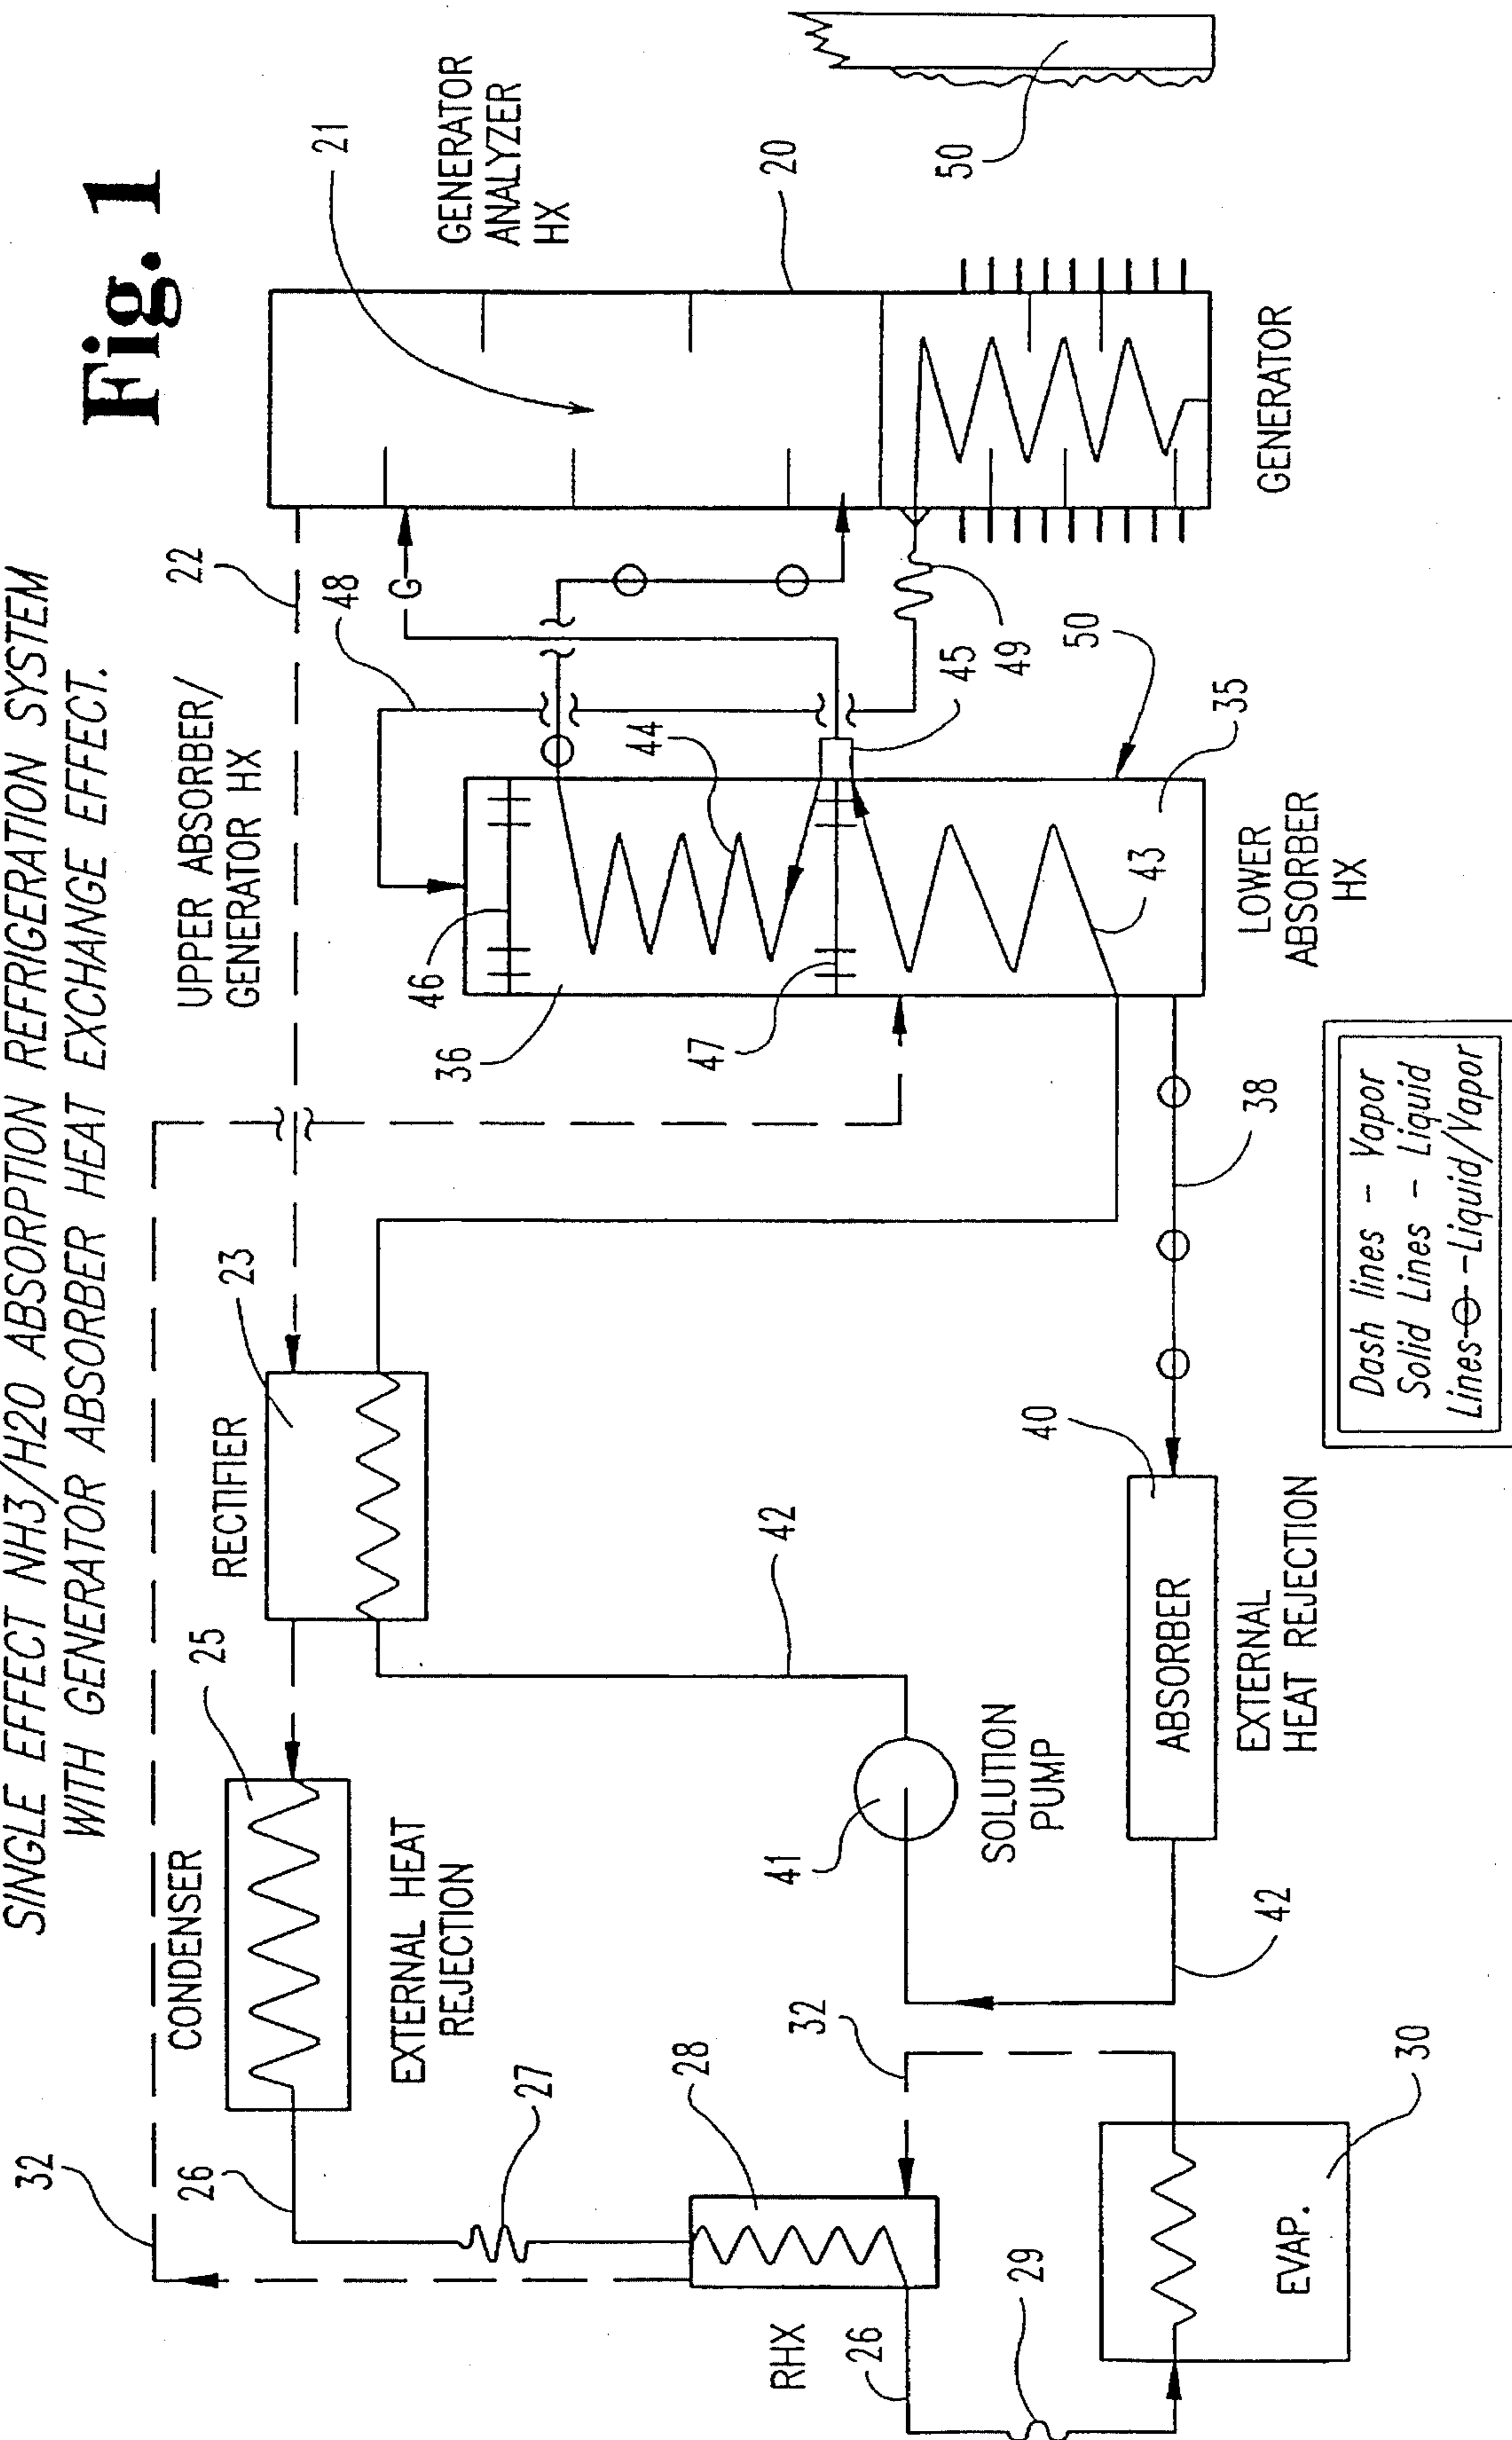 Fig. 1
SINGLE EFFECT NH3/H2O ABSORPTION REFRIGERATION SYSTEM
WITH GENERATOR ABSORBER HEAT EXCHANGE EFFECT.
32
26
CONDENSER
25
EXTERNAL HEAT
REJECTION
27
28
RHX
26
29
32
EVAP.
30
RECTIFIER
23
42
41
SOLUTION
PUMP
42
ABSORBER
40
EXTERNAL
HEAT REJECTION
38
22
UPPER ABSORBER/
GENERATOR HX
48
G
46
36
47
44
45
49
50
35
43
LOWER
ABSORBER
HX
21
GENERATOR
ANALYZER
HX
20
GENERATOR
50
Dash lines - Vapor
Solid Lines - Liquid
Lines - Liquid/Vapor